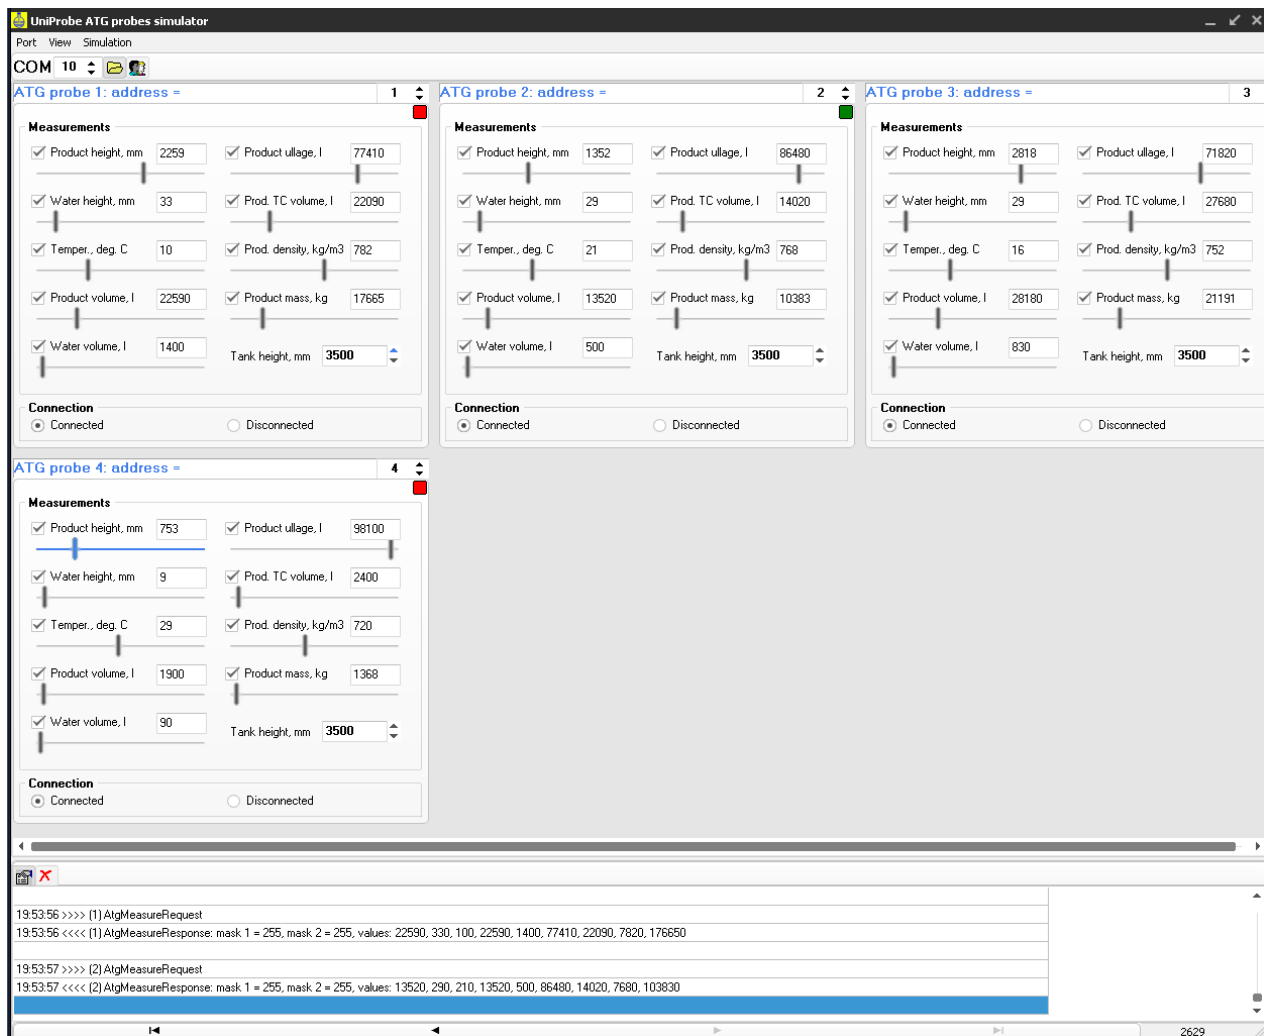 UniProbe ATG probes simulator
Port View Simulation
COM 10
ATG probe 1: address = 1
Measurements
Product height, mm 2259 Product ullage, l 77410
Water height, mm 33 Prod. TC volume, l 22090
Temper., deg. C 10 Prod. density, kg/m3 782
Product volume, l 22590 Product mass, kg 17665
Water volume, l 1400 Tank height, mm 3500
Connection
Connected Disconnected
ATG probe 2: address = 2
Measurements
Product height, mm 1352 Product ullage, l 86480
Water height, mm 29 Prod. TC volume, l 14020
Temper., deg. C 21 Prod. density, kg/m3 768
Product volume, l 13520 Product mass, kg 10383
Water volume, l 500 Tank height, mm 3500
Connection
Connected Disconnected
ATG probe 3: address = 3
Measurements
Product height, mm 2818 Product ullage, l 71820
Water height, mm 29 Prod. TC volume, l 27680
Temper., deg. C 16 Prod. density, kg/m3 752
Product volume, l 28180 Product mass, kg 21191
Water volume, l 830 Tank height, mm 3500
Connection
Connected Disconnected
ATG probe 4: address = 4
Measurements
Product height, mm 753 Product ullage, l 98100
Water height, mm 9 Prod. TC volume, l 2400
Temper., deg. C 29 Prod. density, kg/m3 720
Product volume, l 1900 Product mass, kg 1368
Water volume, l 90 Tank height, mm 3500
Connection
Connected Disconnected
19:53:56 >>>> (1) AtgMeasureRequest
19:53:56 <<<< (1) AtgMeasureResponse: mask 1 = 255, mask 2 = 255, values: 22590, 330, 100, 22590, 1400, 77410, 22090, 7820, 176650
19:53:57 >>>> (2) AtgMeasureRequest
19:53:57 <<<< (2) AtgMeasureResponse: mask 1 = 255, mask 2 = 255, values: 13520, 290, 210, 13520, 500, 86480, 14020, 7680, 103830
2629